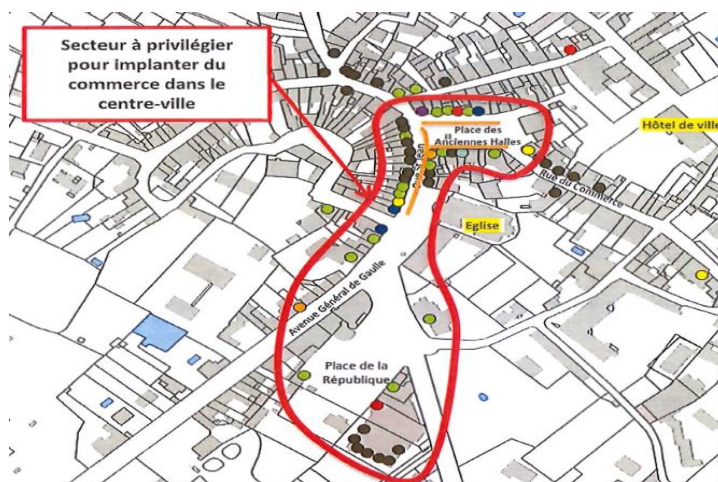 Secteur à privilégier
pour implanter du
commerce dans le
centre-ville
Place des
Anciennes Halles
Hôtel de ville
Rue du Commerce
Eglise
Avenue Général de Gaulle
Place de la
République